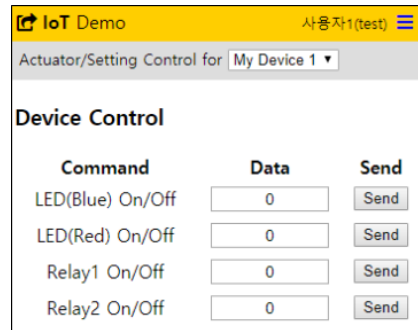 IoT Demo 사용자1(test)
Actuator/Setting Control for My Device 1
Device Control
Command Data Send
LED(Blue) On/Off 0 Send
LED(Red) On/Off 0 Send
Relay1 On/Off 0 Send
Relay2 On/Off 0 Send